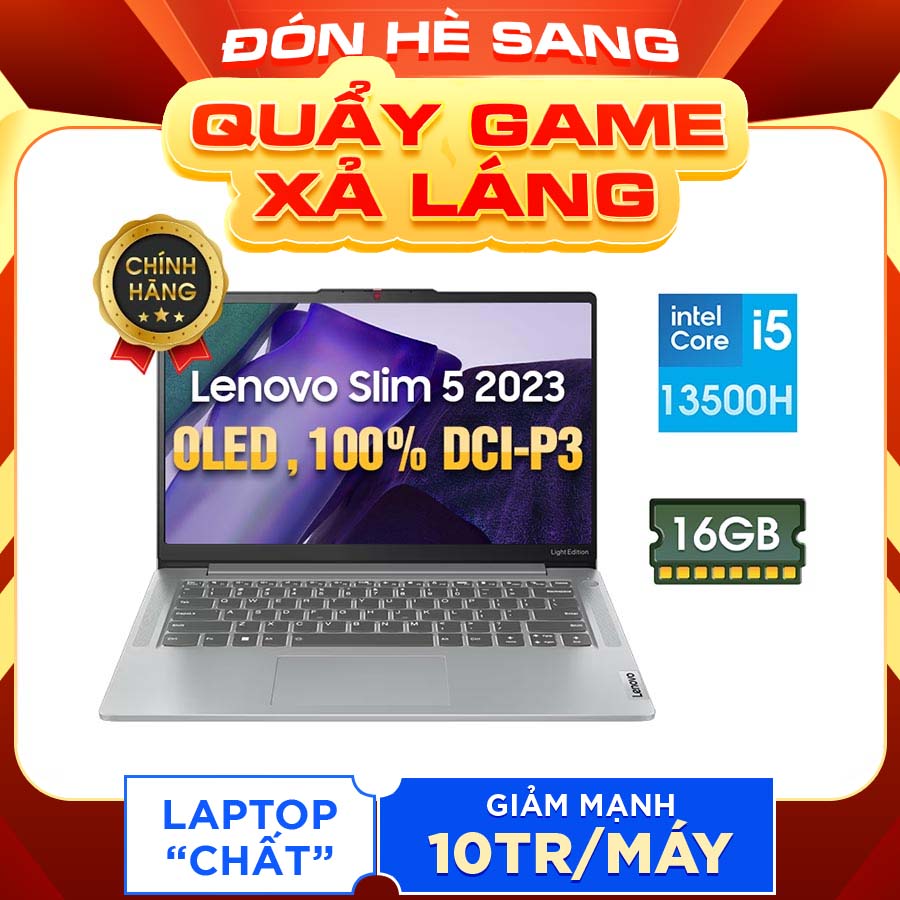 ĐÓN HÈ SANG
QUẨY GAME
XẢ LÁNG
CHÍNH
HÃNG
Lenovo Slim 5 2023
OLED , 100% DCI-P3
Light Edition
Lenovo
intel
Core i5
13500H
16GB
LAPTOP
“CHẤT”
GIẢM MẠNH
10TR/MÁY